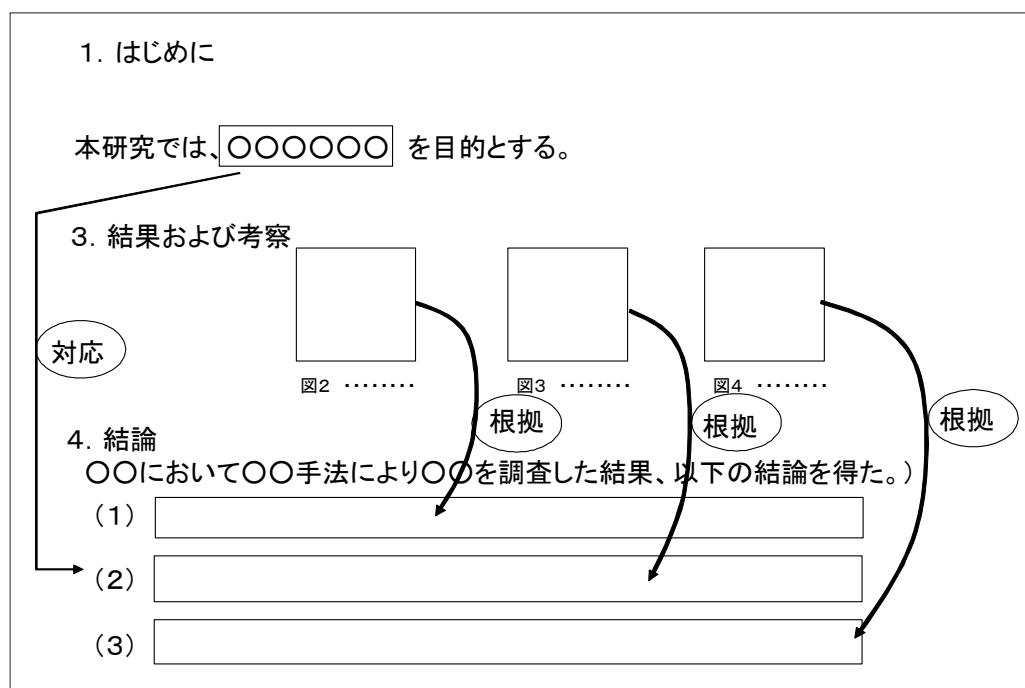 1．はじめに
本研究では、〇〇〇〇〇〇 を目的とする。
3．結果および考察
対応
図2 ‥‥‥‥
図3 ‥‥‥‥
図4 ‥‥‥‥
根拠
根拠
根拠
4．結論
〇〇において〇〇手法により〇〇を調査した結果、以下の結論を得た。）
（1）
（2）
（3）